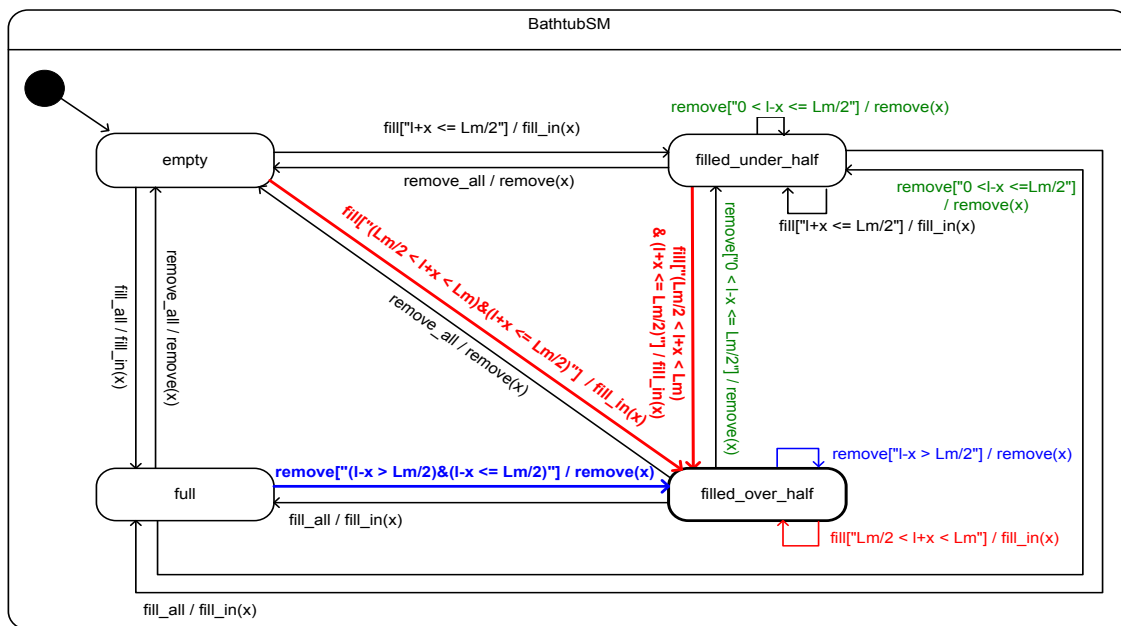 BathtubSM
remove["0 < l-x <= Lm/2"] / remove(x)
fill["l+x <= Lm/2"] / fill_in(x)
empty
filled_under_half
remove_all / remove(x)
remove["0 <l-x <=Lm/2"]
/ remove(x)
fill["l+x <= Lm/2"] / fill_in(x)
fill["(Lm/2 < l+x < Lm)&(l+x <= Lm/2)"] / fill_in(x)
remove_all / remove(x)
fill["(Lm/2 < l+x < Lm)
& (l+x <= Lm/2)"] / fill_in(x)
remove["0 < l-x <= Lm/2"] / remove(x)
fill_all / fill_in(x)
remove_all / remove(x)
remove["(l-x > Lm/2)&(l-x <= Lm/2)"] / remove(x)
remove["l-x > Lm/2"] / remove(x)
full
filled_over_half
fill_all / fill_in(x)
fill["Lm/2 < l+x < Lm"] / fill_in(x)
fill_all / fill_in(x)